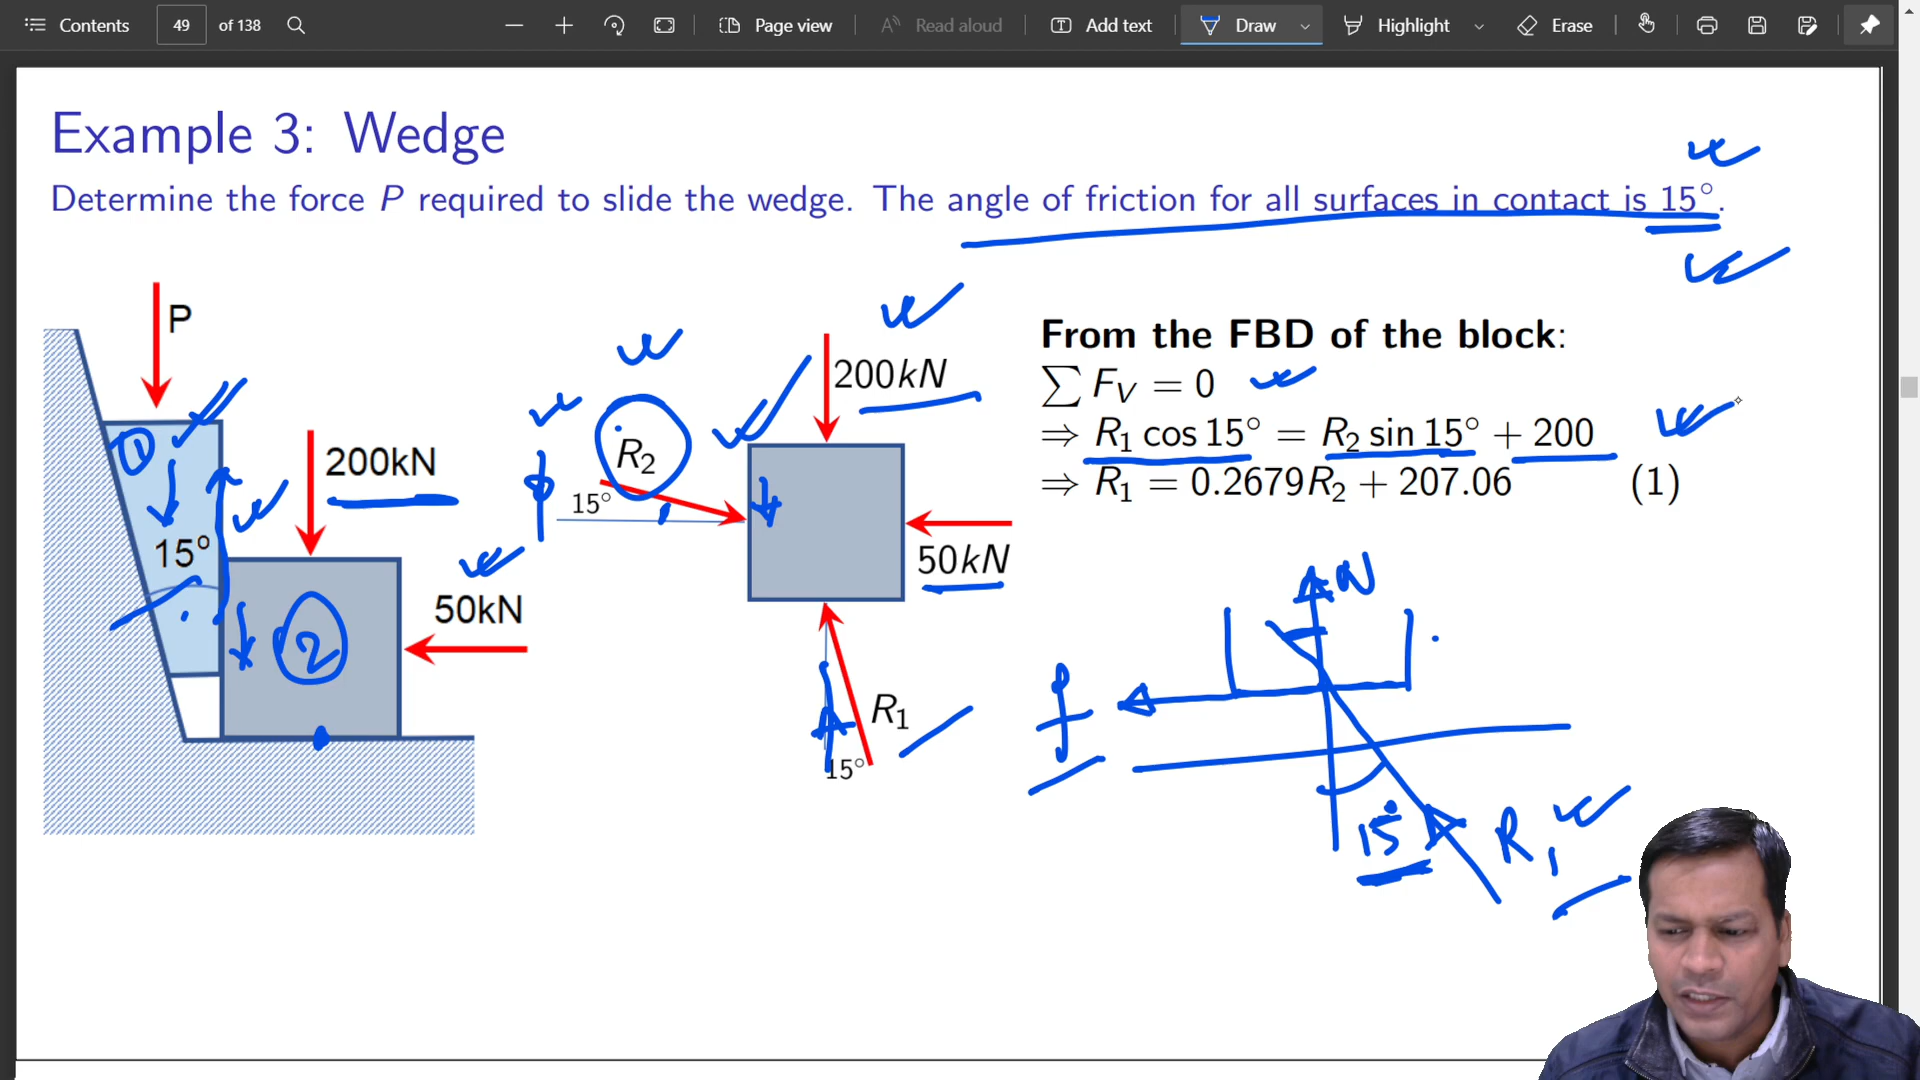 Contents 49 of 138 Page view Read aloud Add text Draw Highlight Erase
Example 3: Wedge
Determine the force P required to slide the wedge. The angle of friction for all surfaces in contact is 15°.
P
200kN
50kN
15°
1
2
R₂
15°
200kN
50kN
R₁
15°
From the FBD of the block:
∑ F_V = 0
⇒ R₁ cos 15° = R₂ sin 15° + 200
⇒ R₁ = 0.2679R₂ + 207.06 (1)
N
f
15°
R₁